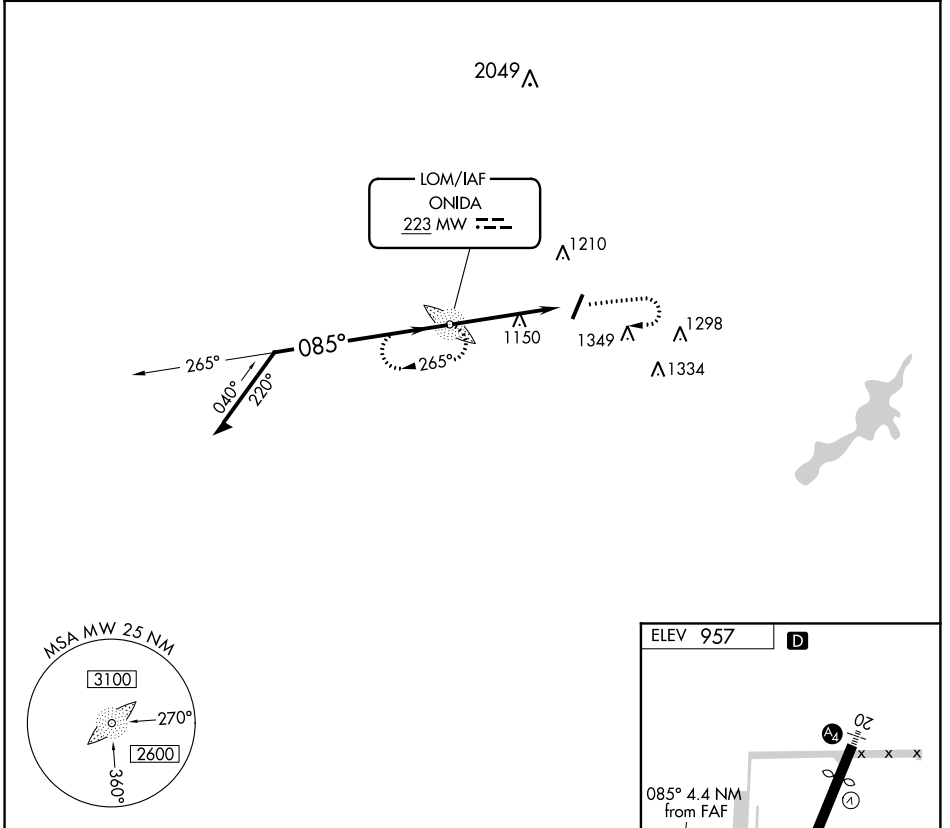 2049
LOM/IAF
ONIDA
223 MW
1210
1150
1349
1298
1334
085°
265°
265°
040°
220°
MSA MW 25 NM
3100
270°
2600
360°
ELEV 957
D
20
A4
X X X
1
085° 4.4 NM
from FAF